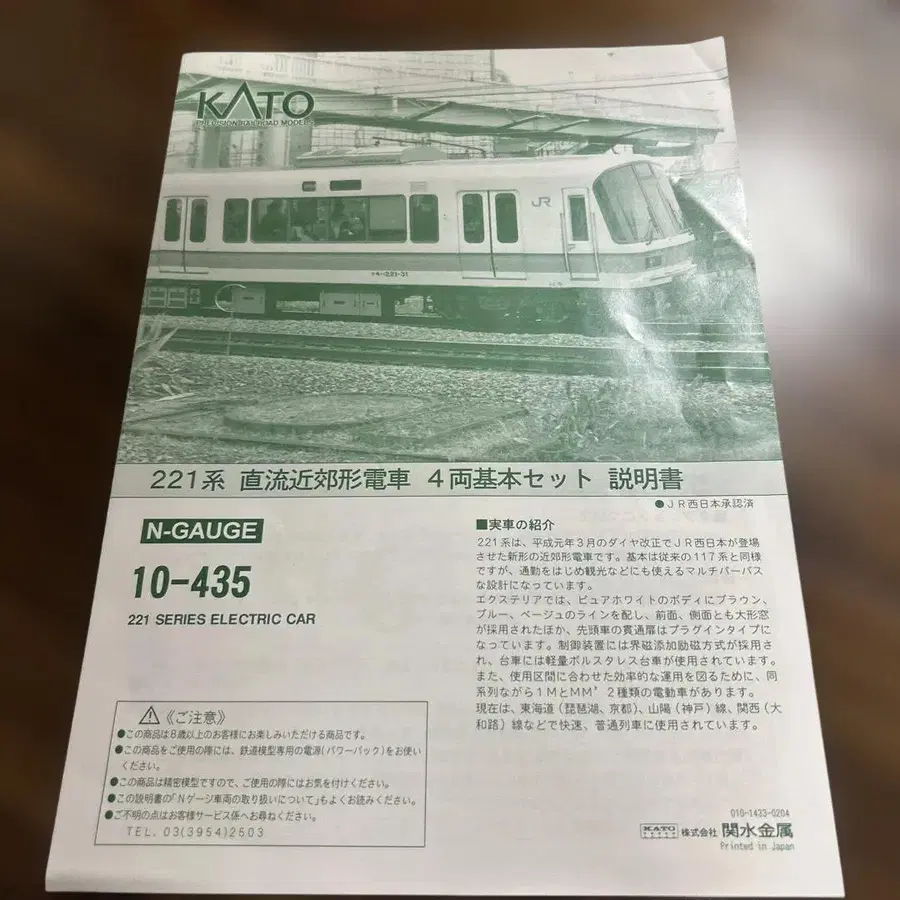 KATO
PRECISION RAILROAD MODELS
JR
221-31
221系 直流近郊形電車 4両基本セット 説明書
●JR西日本承認済
N-GAUGE
10-435
221 SERIES ELECTRIC CAR
■実車の紹介
221系は、平成元年3月のダイヤ改正でJR西日本が登場
させた新形の近郊形電車です。基本は従来の117系と同様
ですが、通勤をはじめ観光などにも使えるマルチパーパス
な設計になっています。
エクステリアでは、ピュアホワイトのボディにブラウン、
ブルー、ベージュのラインを配し、前面、側面とも大形窓
が採用されたほか、先頭車の貫通扉はプラグインタイプに
なっています。制御装置には界磁添加励磁方式が採用さ
れ、台車には軽量ボルスタレス台車が使用されています。
また、使用区間に合わせた効率的な運用を図るために、同
系列ながら1MとMM’2種類の電動車があります。
現在は、東海道(琵琶湖、京都)、山陽(神戸)線、関西(大
和路)線などで快速、普通列車に使用されています。
⚠《ご注意》
●この商品は8歳以上のお客様にお楽しみいただける商品です。
●この商品をご使用の際には、鉄道模型専用の電源(パワーパック)をお使い
ください。
●この商品は精密模型ですので、ご使用の際にはお気を付けください。
●この説明書の「Nゲージ車両の取り扱いについて」もよくお読みください。
●ご不明の点はお客様サービス係へお尋ねください。
TEL. 03(3954)2503
010-1433-0204
KATO 株式会社 関水金属
Printed in Japan